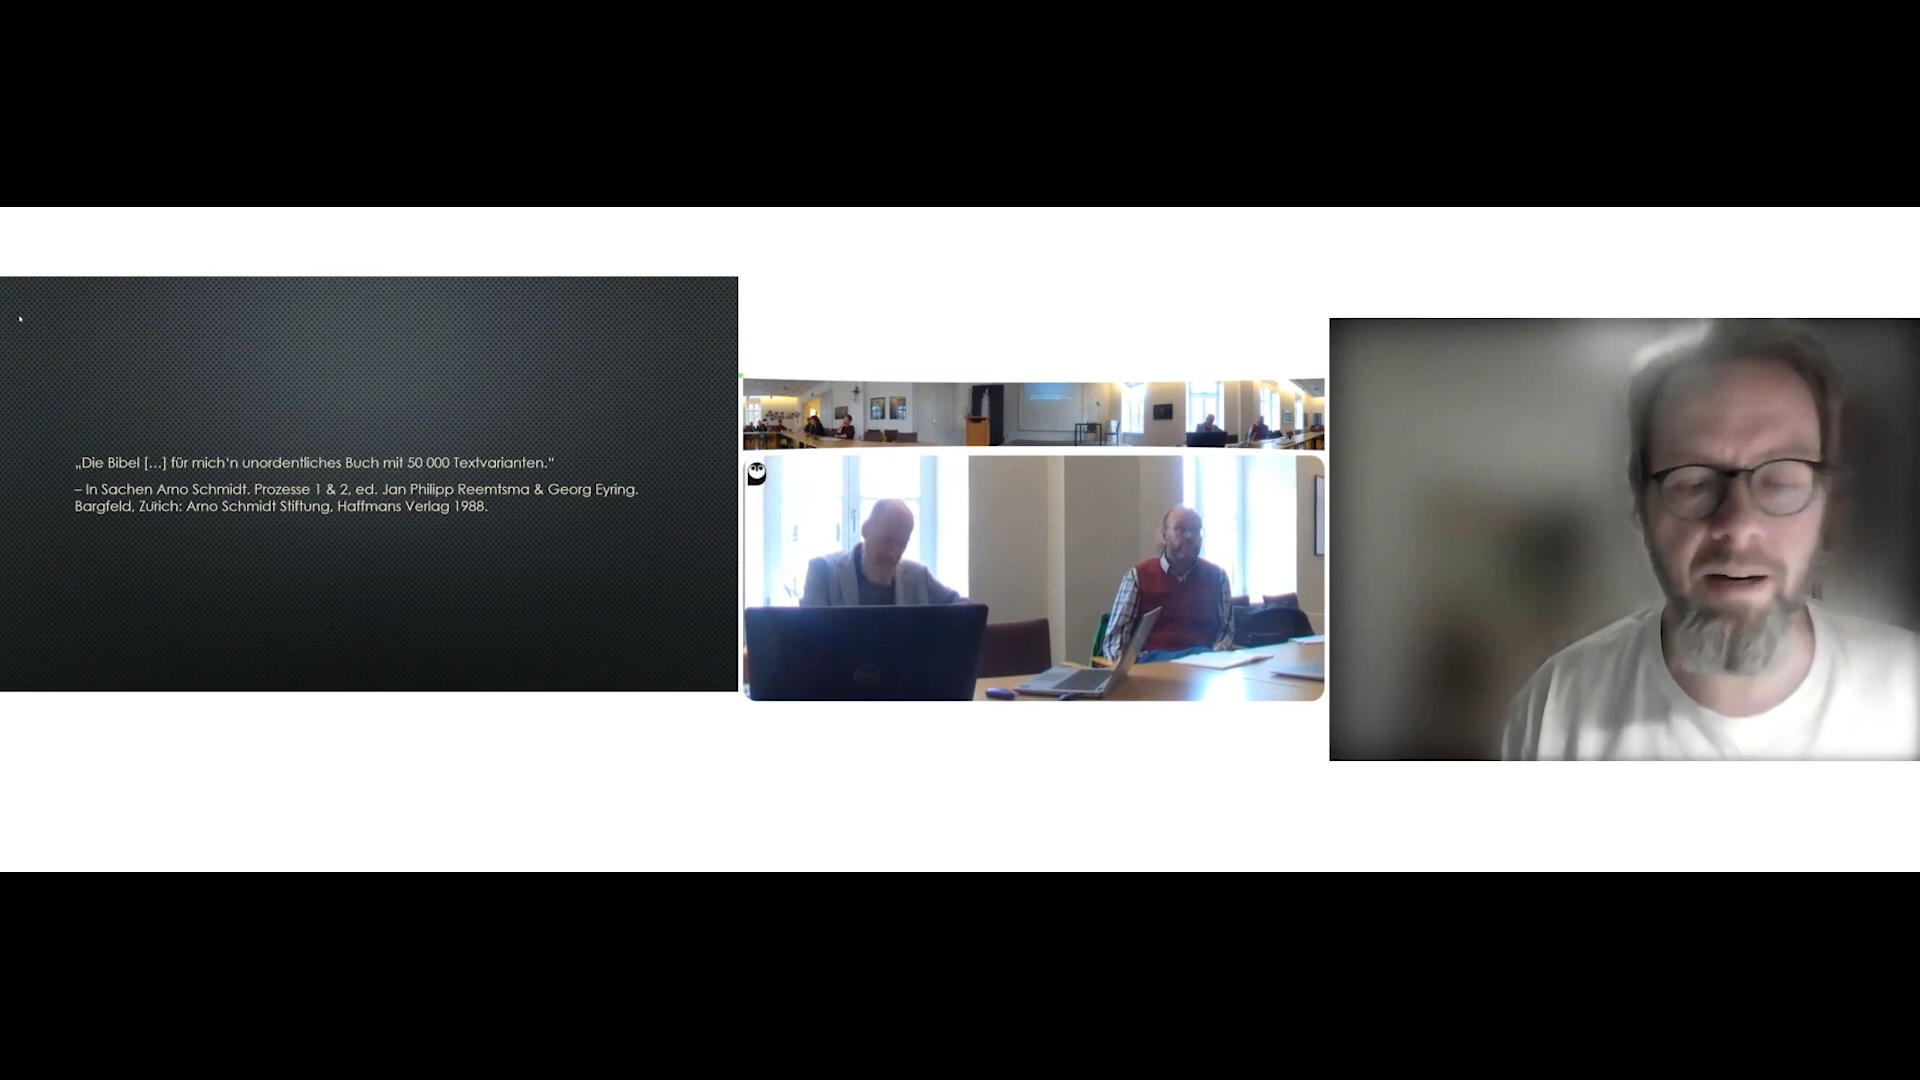 „Die Bibel […] für mich‘n unordentliches Buch mit 50 000 Textvarianten.“
– In Sachen Arno Schmidt. Prozesse 1 & 2, ed. Jan Philipp Reemtsma & Georg Eyring.
Bargfeld, Zürich: Arno Schmidt Stiftung, Haffmans Verlag 1988.